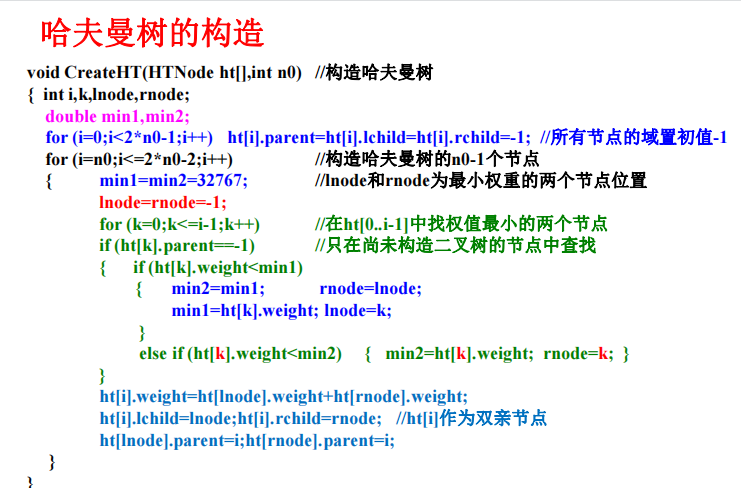 哈夫曼树的构造
void CreateHT(HTNode ht[],int n0) //构造哈夫曼树
{ int i,k,lnode,rnode;
double min1,min2;
for (i=0;i<2*n0-1;i++) ht[i].parent=ht[i].lchild=ht[i].rchild=-1; //所有节点的域置初值-1
for (i=n0;i<=2*n0-2;i++) //构造哈夫曼树的n0-1个节点
{ min1=min2=32767; //lnode和rnode为最小权重的两个节点位置
lnode=rnode=-1;
for (k=0;k<=i-1;k++) //在ht[0..i-1]中找权值最小的两个节点
if (ht[k].parent==-1) //只在尚未构造二叉树的节点中查找
{ if (ht[k].weight<min1)
{ min2=min1; rnode=lnode;
min1=ht[k].weight; lnode=k;
}
else if (ht[k].weight<min2) { min2=ht[k].weight; rnode=k; }
}
ht[i].weight=ht[lnode].weight+ht[rnode].weight;
ht[i].lchild=lnode;ht[i].rchild=rnode; //ht[i]作为双亲节点
ht[lnode].parent=i;ht[rnode].parent=i;
}
}